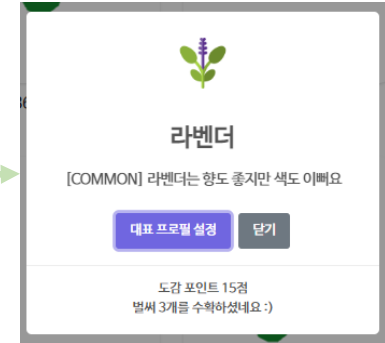 라벤더
[COMMON] 라벤더는 향도 좋지만 색도 이뻐요
대표 프로필 설정
닫기
도감 포인트 15점
벌써 3개를 수확하셨네요 :)